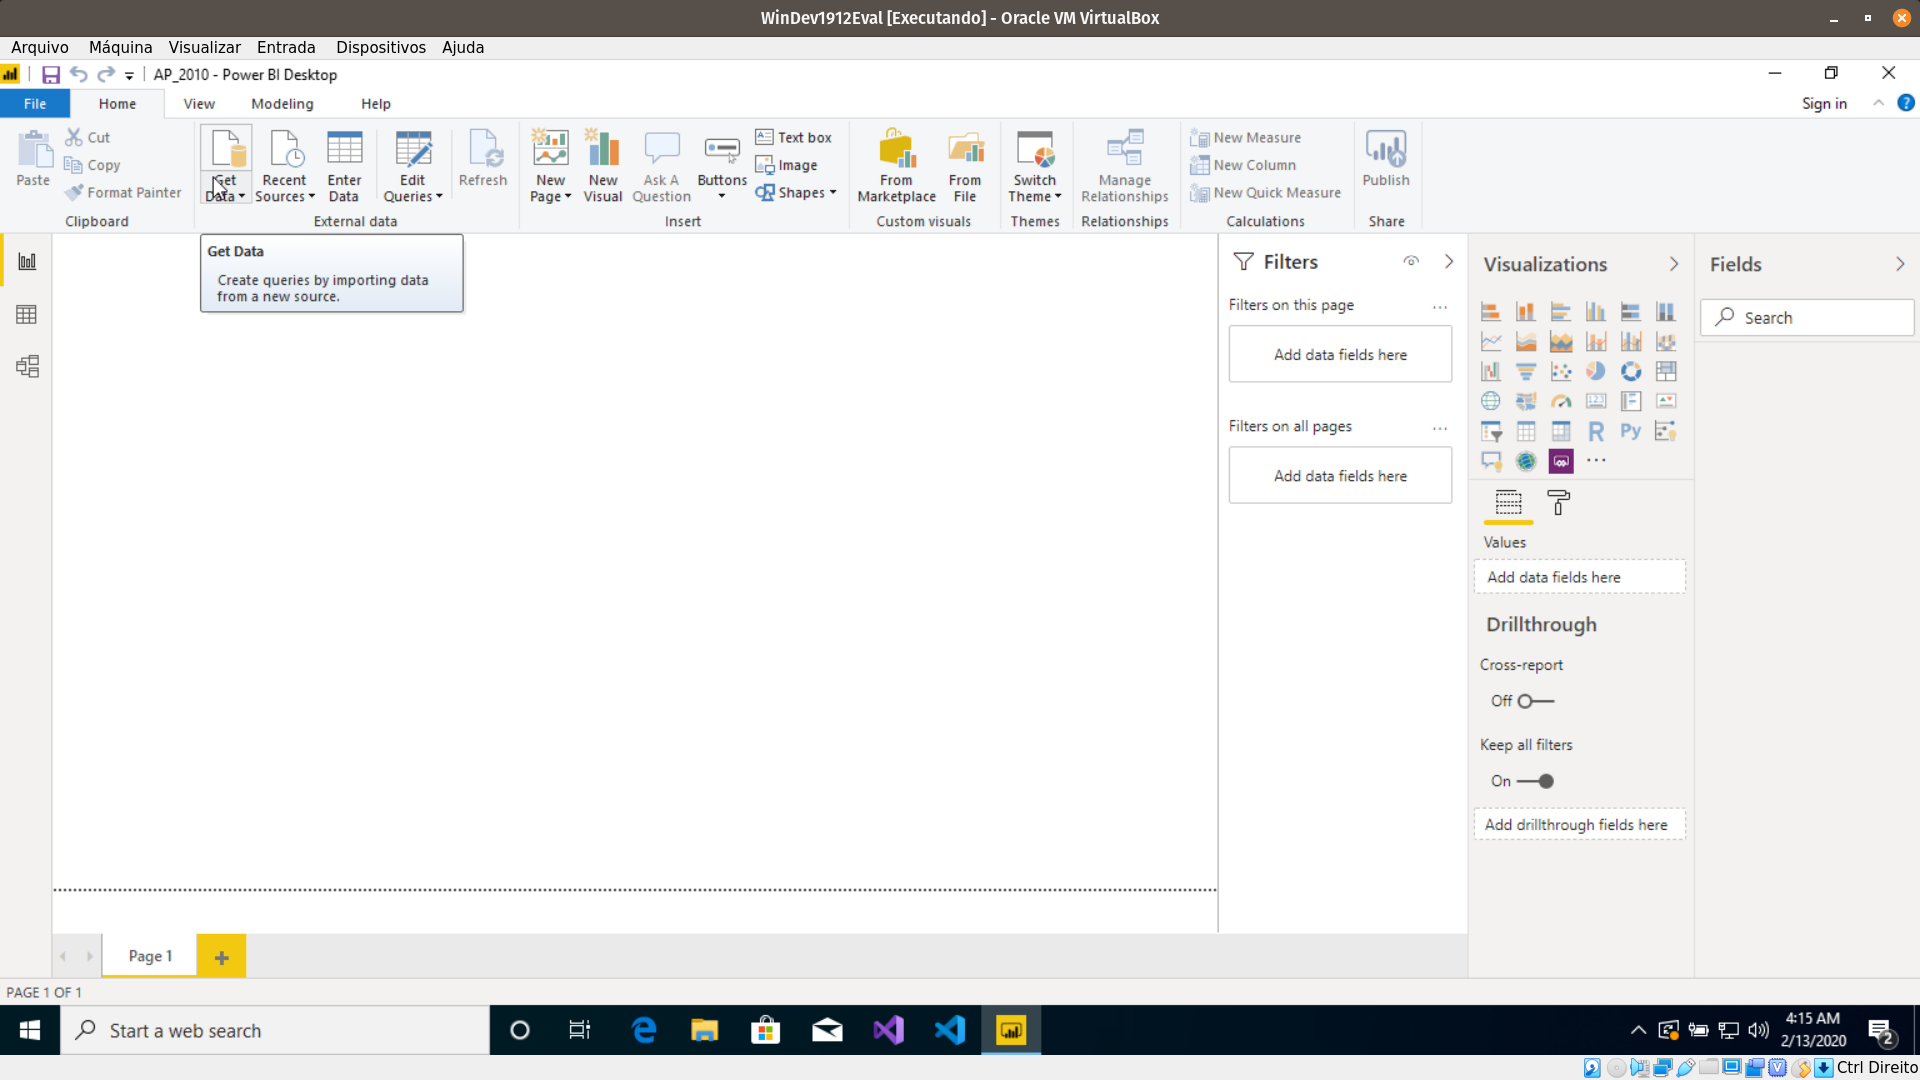 WinDev1912Eval [Executando] - Oracle VM VirtualBox
Arquivo Máquina Visualizar Entrada Dispositivos Ajuda
AP_2010 - Power BI Desktop
File Home View Modeling Help Sign in
Paste
Cut
Copy
Format Painter
Clipboard
Get Data
Recent Sources
Enter Data
Edit Queries
Refresh
External data
New Page
New Visual
Ask A Question
Buttons
Text box
Image
Shapes
Insert
From Marketplace
From File
Custom visuals
Switch Theme
Themes
Manage Relationships
Relationships
New Measure
New Column
New Quick Measure
Calculations
Publish
Share
Get Data
Create queries by importing data
from a new source.
Filters
Filters on this page
Add data fields here
Filters on all pages
Add data fields here
Visualizations
123
R Py
Values
Add data fields here
Drillthrough
Cross-report
Off
Keep all filters
On
Add drillthrough fields here
Fields
Search
Page 1
PAGE 1 OF 1
Start a web search
4:15 AM
2/13/2020
2
Ctrl Direito